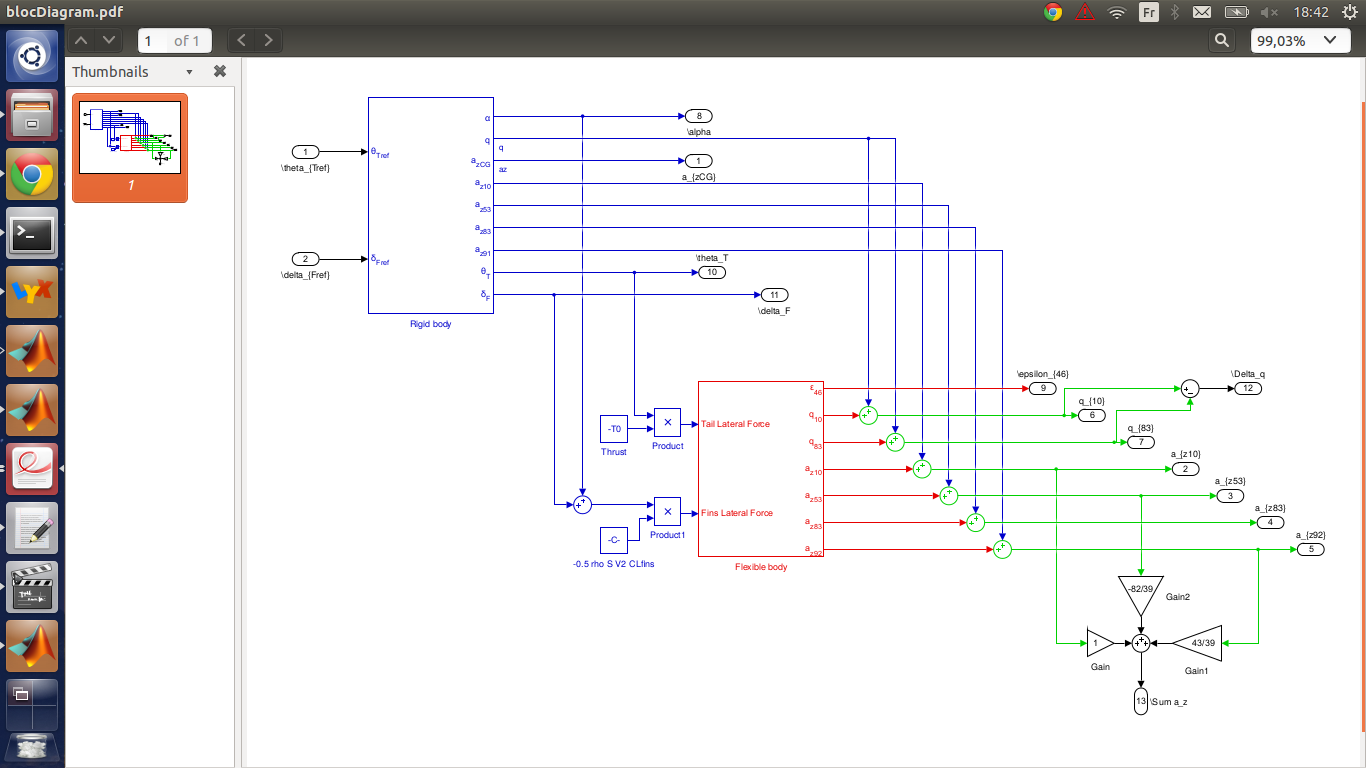 blocDiagram.pdf
Fr
18:42
1 of 1
99,03%
Thumbnails
1
α
8
\alpha
q
q
1
θTref
\theta_{Tref}
azCG
az
1
a_{zCG}
az10
az53
az83
az91
2
δFref
\delta_{Fref}
θT
\theta_T
10
δF
11
\delta_F
Rigid body
\epsilon_{46}
9
\Delta_q
12
ε46
q10
q_{10}
6
q83
q_{83}
7
Tail Lateral Force
-T0
Thrust
×
Product
az10
a_{z10}
2
az53
a_{z53}
3
az83
a_{z83}
4
az92
a_{z92}
5
Fins Lateral Force
×
Product1
-C-
-0.5 rho S V2 CLfins
Flexible body
-82/39
Gain2
1
Gain
43/39
Gain1
13
\Sum a_z